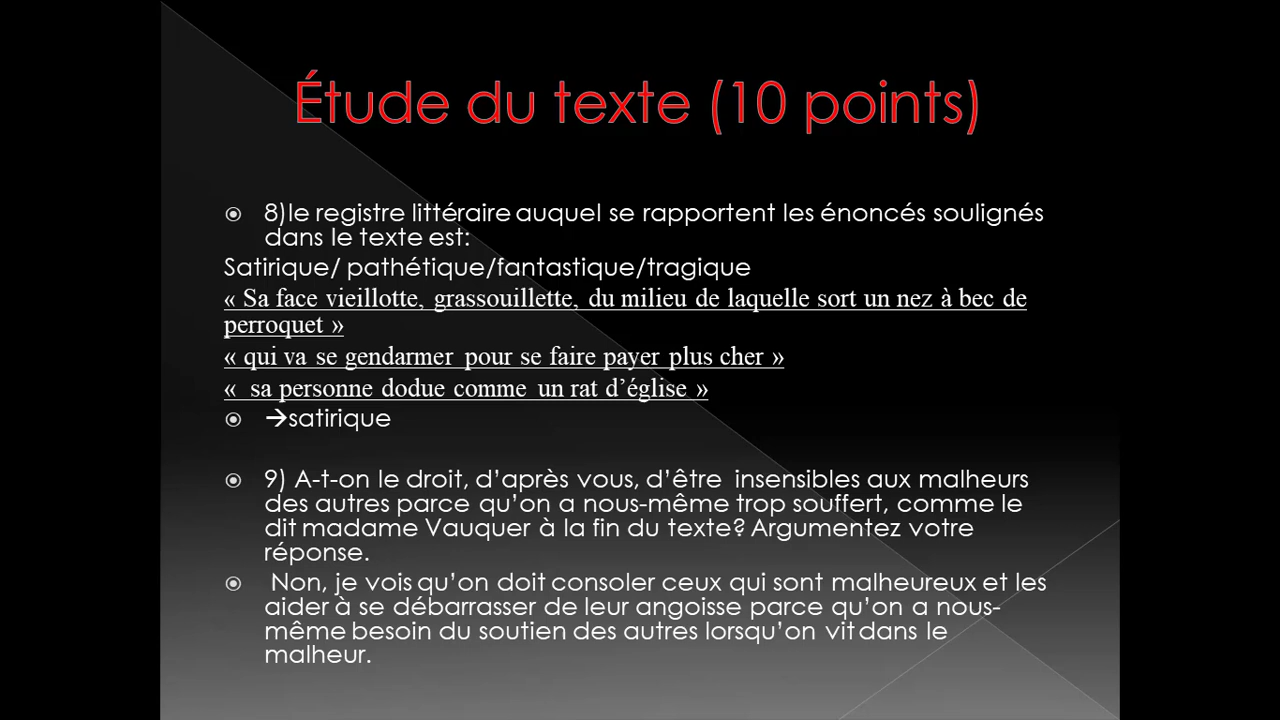 Étude du texte (10 points)
8)le registre littéraire auquel se rapportent les énoncés soulignés
dans le texte est:
Satirique/ pathétique/fantastique/tragique
« Sa face vieillotte, grassouillette, du milieu de laquelle sort un nez à bec de
perroquet »
« qui va se gendarmer pour se faire payer plus cher »
« sa personne dodue comme un rat d’église »
→satirique
9) A-t-on le droit, d’après vous, d’être insensibles aux malheurs
des autres parce qu’on a nous-même trop souffert, comme le
dit madame Vauquer à la fin du texte? Argumentez votre
réponse.
Non, je vois qu’on doit consoler ceux qui sont malheureux et les
aider à se débarrasser de leur angoisse parce qu’on a nous-
même besoin du soutien des autres lorsqu’on vit dans le
malheur.